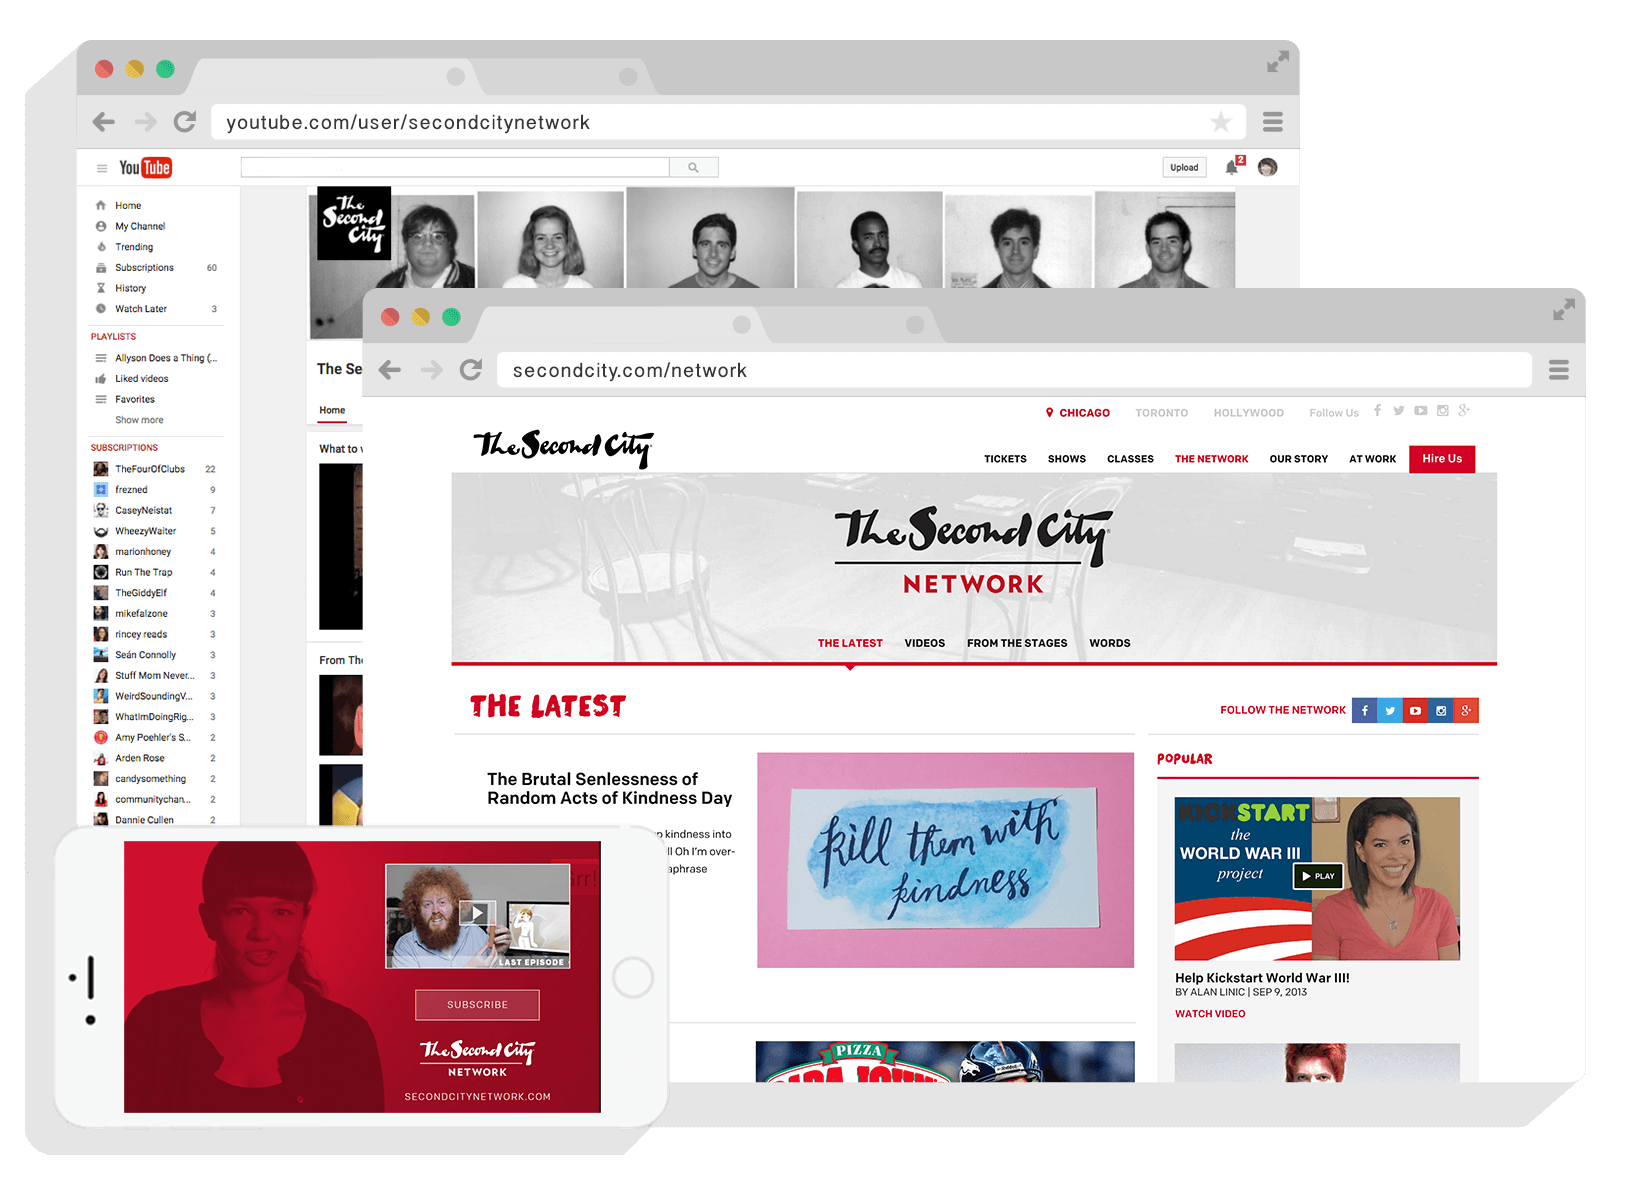 youtube.com/user/secondcitynetwork
YouTube
Upload
2
Home
My Channel
Trending
Subscriptions 60
History
Watch Later 3
PLAYLISTS
Allyson Does a Thing (...
Liked videos
Favorites
Show more
SUBSCRIPTIONS
TheFourOfClubs 22
frezned 9
CaseyNeistat 7
WheezyWaiter 5
marionhoney 4
Run The Trap 4
TheGiddyElf 4
mikefalzone 3
rincey reads 3
Seán Connolly 3
Stuff Mom Never... 3
WeirdSoundingV... 3
WhatImDoingRig... 3
Amy Poehler's S... 2
Arden Rose 2
candysomething 2
communitychan... 2
Dannie Cullen 2
The
Second
City
The Se
Home
What to
From The
secondcity.com/network
CHICAGO TORONTO HOLLYWOOD Follow Us
The Second City
TICKETS SHOWS CLASSES THE NETWORK OUR STORY AT WORK Hire Us
The Second City
NETWORK
THE LATEST VIDEOS FROM THE STAGES WORDS
THE LATEST
FOLLOW THE NETWORK
The Brutal Senlessness of
Random Acts of Kindness Day
p kindness into
ll Oh I'm over-
aphrase
kill them with
kindness
PIZZA
PAPA JOHN'S
POPULAR
KICKSTART
the
WORLD WAR III
project
PLAY
Help Kickstart World War III!
BY ALAN LINIC | SEP 9, 2013
WATCH VIDEO
LAST EPISODE
SUBSCRIBE
The Second City
NETWORK
SECONDCITYNETWORK.COM